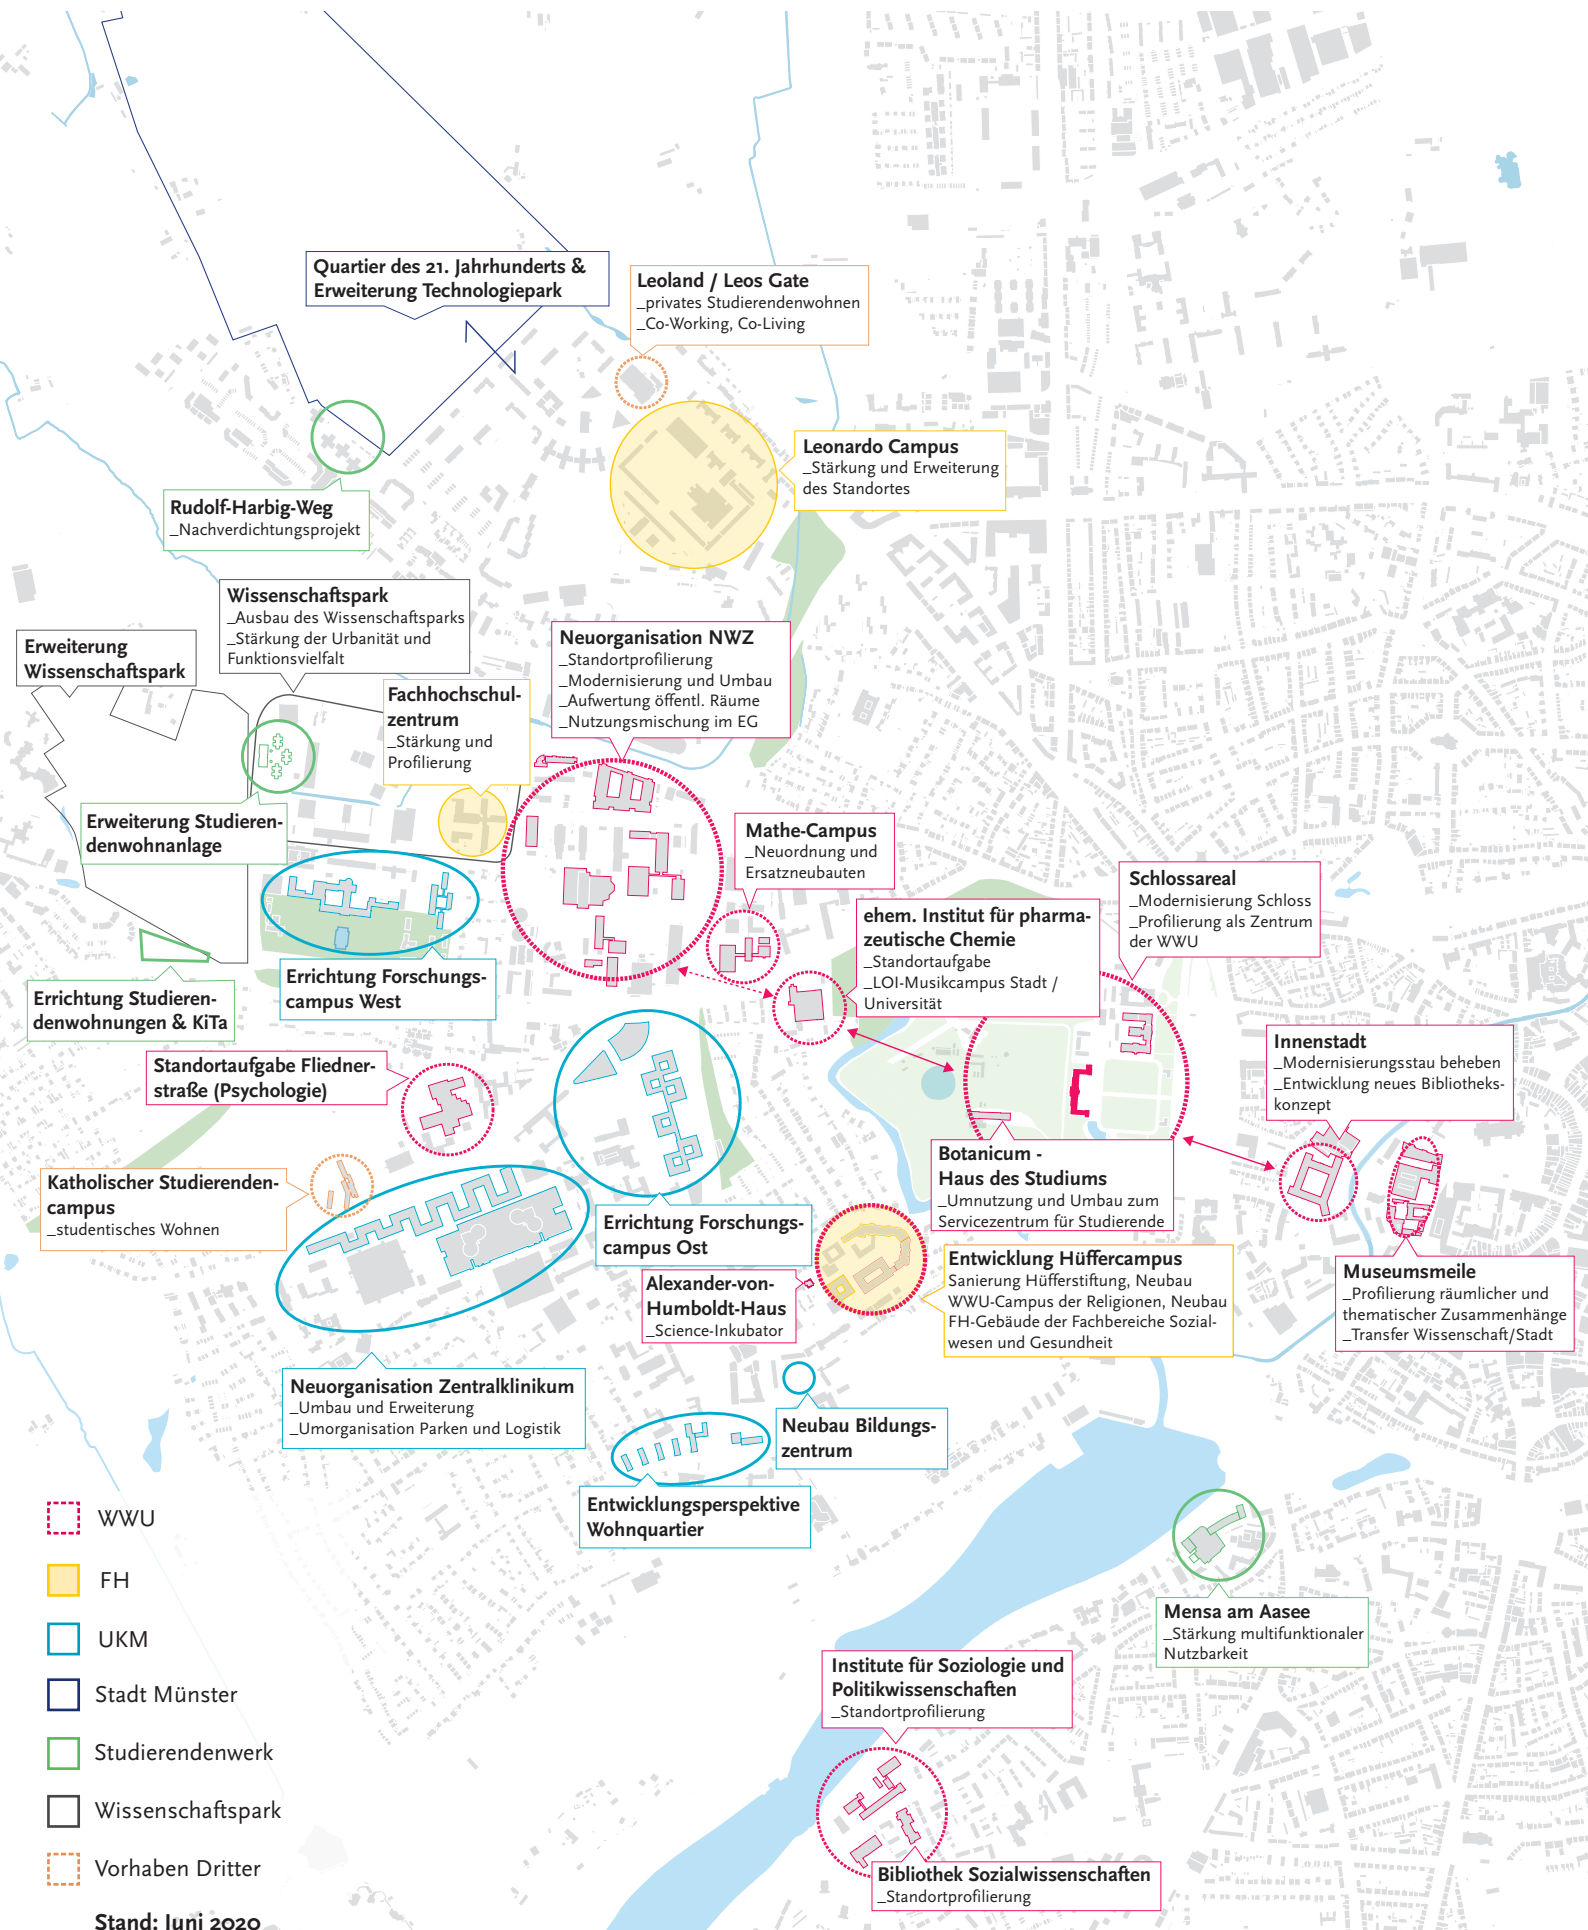 Quartier des 21. Jahrhunderts &
Erweiterung Technologiepark
Leoland / Leos Gate
_privates Studierendenwohnen
_Co-Working, Co-Living
Leonardo Campus
_Stärkung und Erweiterung
des Standortes
Rudolf-Harbig-Weg
_Nachverdichtungsprojekt
Wissenschaftspark
_Ausbau des Wissenschaftsparks
_Stärkung der Urbanität und
Funktionsvielfalt
Erweiterung
Wissenschaftspark
Neuorganisation NWZ
_Standortprofilierung
_Modernisierung und Umbau
_Aufwertung öffentl. Räume
_Nutzungsmischung im EG
Fachhochschul-
zentrum
_Stärkung und
Profilierung
Erweiterung Studieren-
denwohnanlage
Mathe-Campus
_Neuordnung und
Ersatzneubauten
Schlossareal
_Modernisierung Schloss
_Profilierung als Zentrum
der WWU
ehem. Institut für pharma-
zeutische Chemie
_Standortaufgabe
_LOI-Musikcampus Stadt /
Universität
Errichtung Forschungs-
campus West
Errichtung Studieren-
denwohnungen & KiTa
Innenstadt
_Modernisierungsstau beheben
_Entwicklung neues Bibliotheks-
konzept
Standortaufgabe Fliedner-
straße (Psychologie)
Botanicum -
Haus des Studiums
_Umnutzung und Umbau zum
Servicezentrum für Studierende
Katholischer Studierenden-
campus
_studentisches Wohnen
Errichtung Forschungs-
campus Ost
Entwicklung Hüffercampus
Sanierung Hüfferstiftung, Neubau
WWU-Campus der Religionen, Neubau
FH-Gebäude der Fachbereiche Sozial-
wesen und Gesundheit
Museumsmeile
_Profilierung räumlicher und
thematischer Zusammenhänge
_Transfer Wissenschaft/Stadt
Alexander-von-
Humboldt-Haus
_Science-Inkubator
Neuorganisation Zentralklinikum
_Umbau und Erweiterung
_Umorganisation Parken und Logistik
Neubau Bildungs-
zentrum
Entwicklungsperspektive
Wohnquartier
Mensa am Aasee
_Stärkung multifunktionaler
Nutzbarkeit
Institute für Soziologie und
Politikwissenschaften
_Standortprofilierung
Bibliothek Sozialwissenschaften
_Standortprofilierung
WWU
FH
UKM
Stadt Münster
Studierendenwerk
Wissenschaftspark
Vorhaben Dritter
Stand: Juni 2020